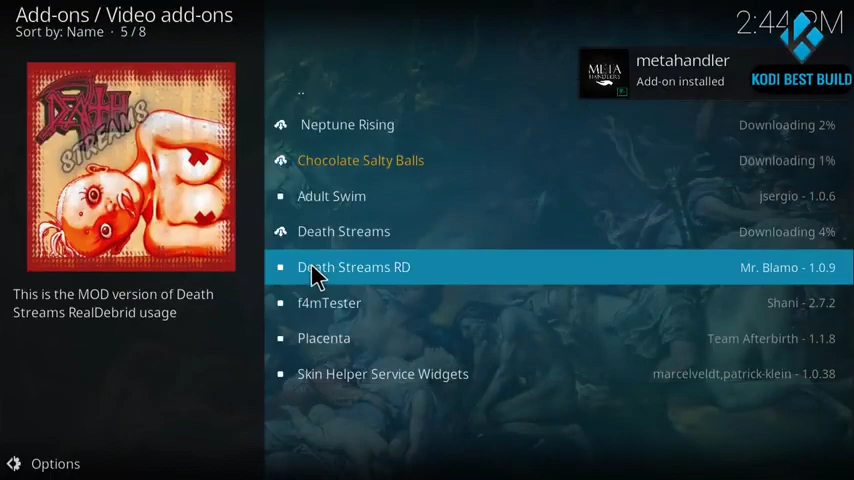 Add-ons / Video add-ons
Sort by: Name · 5 / 8
2:44 PM
metahandler
Add-on installed
META
HANDLERS
KODI BEST BUILD
DEATH
STREAMS
..
Neptune Rising
Downloading 2%
Chocolate Salty Balls
Downloading 1%
Adult Swim
jsergio - 1.0.6
Death Streams
Downloading 4%
Death Streams RD
Mr. Blamo - 1.0.9
f4mTester
Shani - 2.7.2
Placenta
Team Afterbirth - 1.1.8
Skin Helper Service Widgets
marcelveldt,patrick-klein - 1.0.38
This is the MOD version of Death
Streams RealDebrid usage
Options